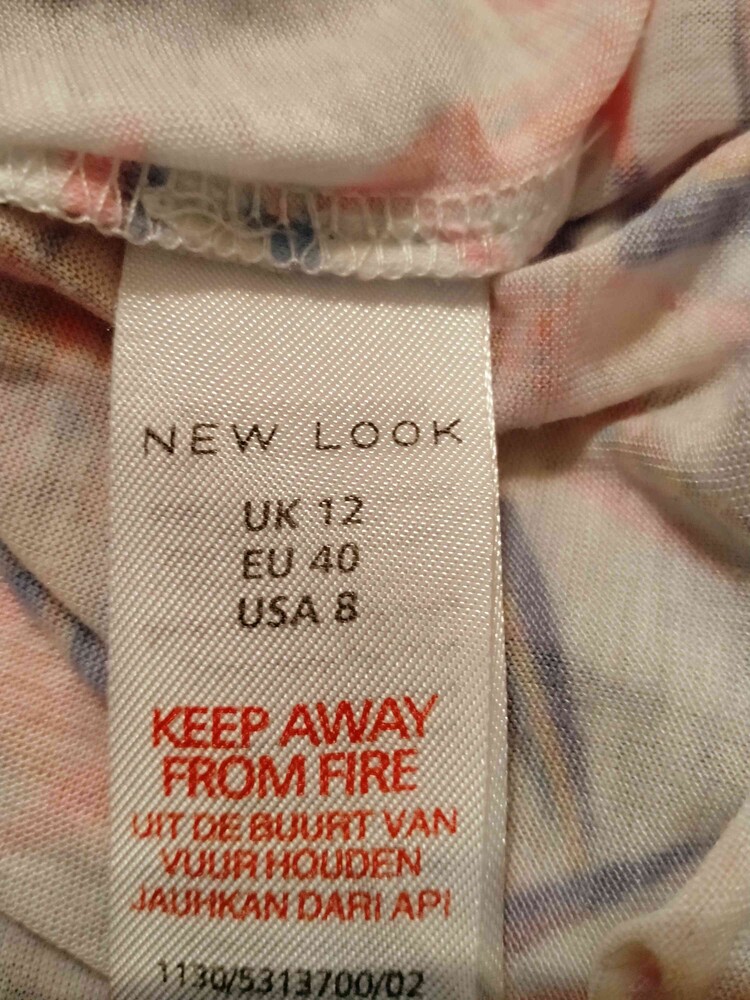 NEW LOOK
UK 12
EU 40
USA 8
KEEP AWAY
FROM FIRE
UIT DE BUURT VAN
VUUR HOUDEN
JAUHKAN DARI API
1130/5313700/02